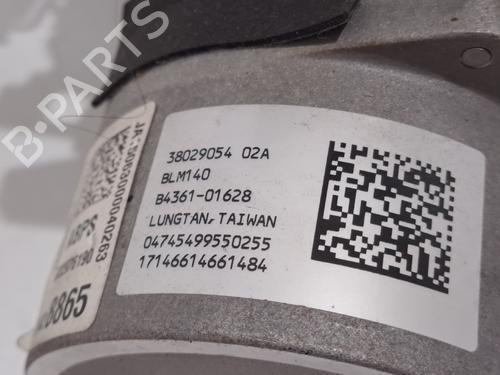 38029054 02A
BLM140
B4361-01628
LUNGTAN, TAIWAN
04745499550255
17146614661484
8865
B-PARTS